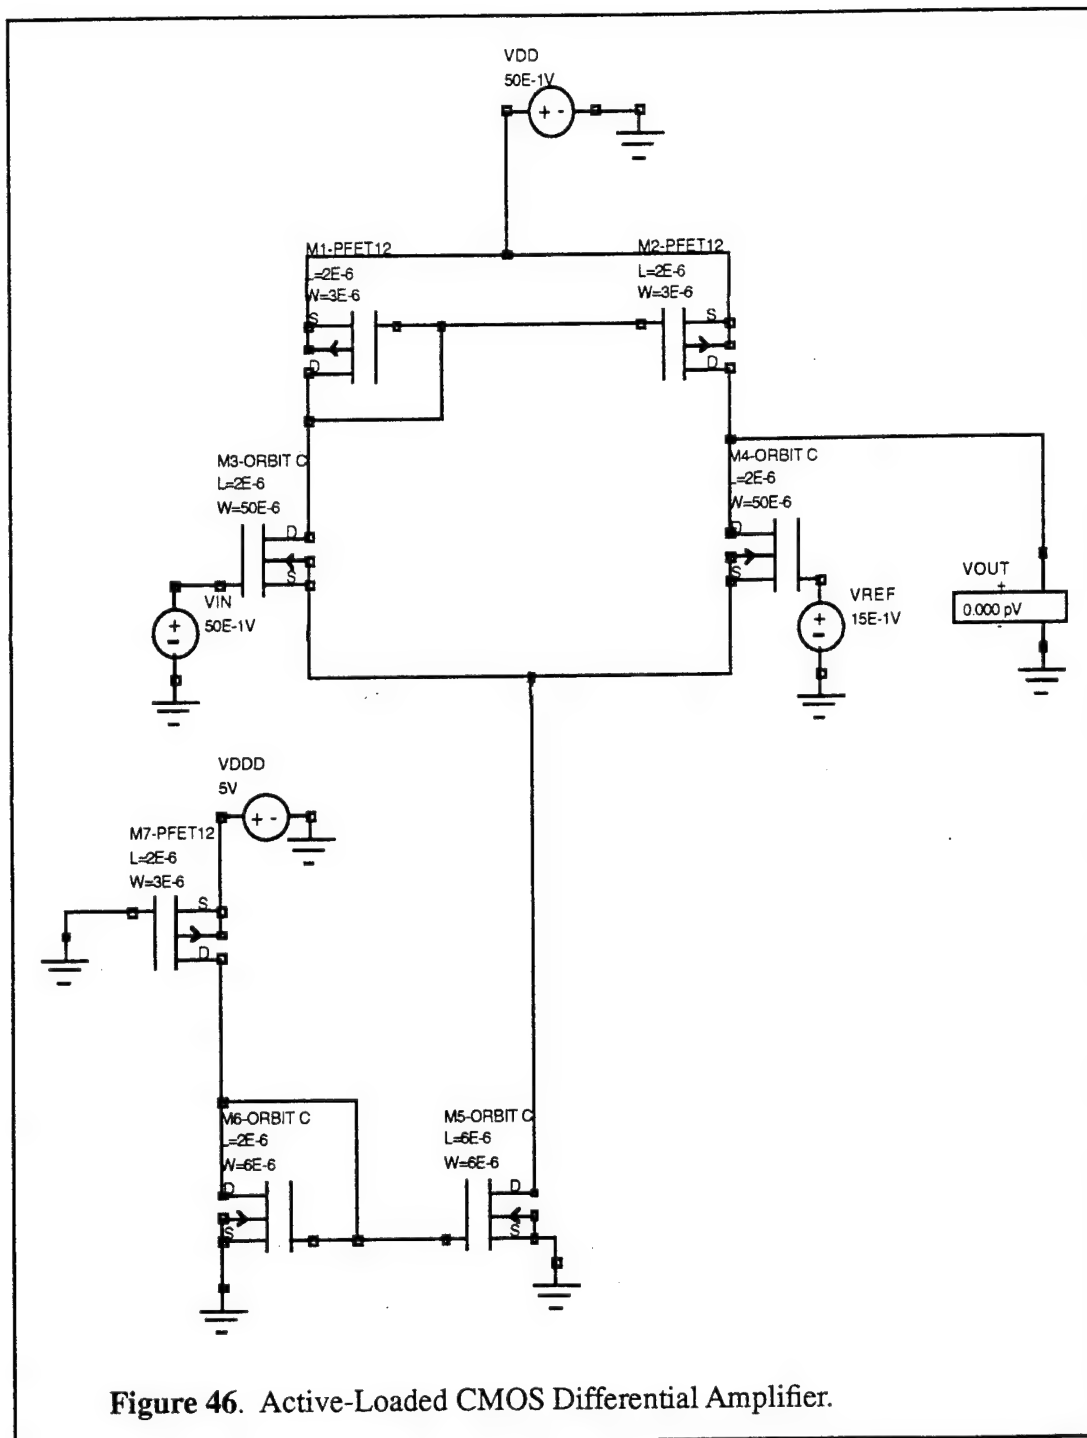 VDD
50E-1V
+ -
M1-PFET12
L=2E-6
W=3E-6
S
D
M2-PFET12
L=2E-6
W=3E-6
S
D
M3-ORBIT C
L=2E-6
W=50E-6
D
S
M4-ORBIT C
L=2E-6
W=50E-6
D
S
VIN
50E-1V
+
-
VREF
15E-1V
+
-
VOUT
+
0.000 pV
-
VDDD
5V
+ -
M7-PFET12
L=2E-6
W=3E-6
S
D
M6-ORBIT C
L=2E-6
W=6E-6
D
S
M5-ORBIT C
L=6E-6
W=6E-6
D
S
Figure 46. Active-Loaded CMOS Differential Amplifier.